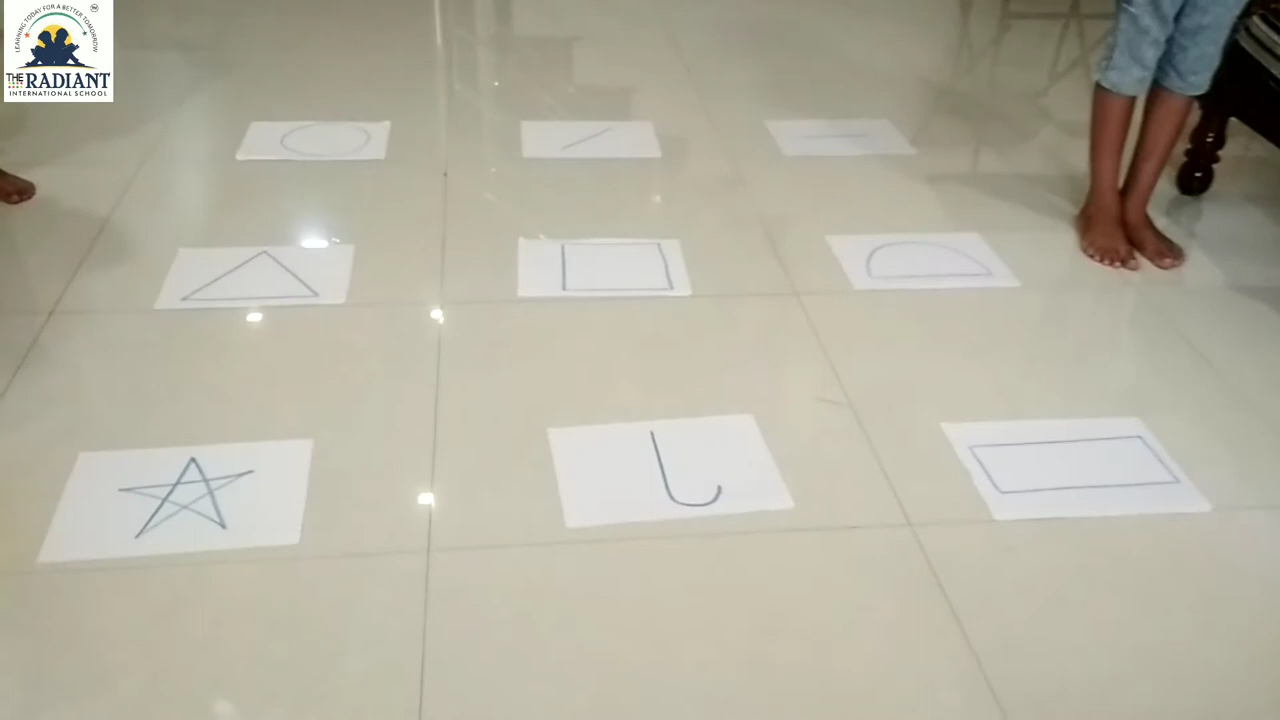 LEARNING TODAY FOR A BETTER TOMORROW
THE RADIANT
INTERNATIONAL SCHOOL